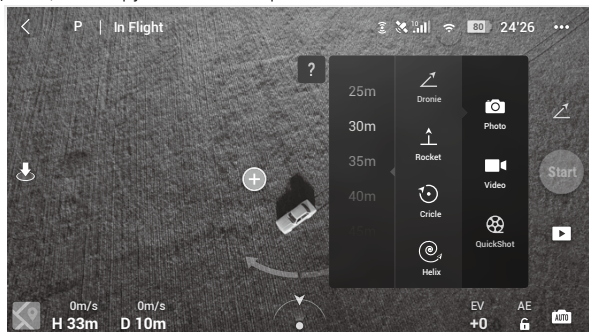 P | In Flight
10
80
24'26
?
25m
30m
35m
40m
Dronie
Rocket
Cricle
Helix
Photo
Video
QuickShot
Start
0m/s
0m/s
H 33m
D 10m
EV
+0
AE
AUTO